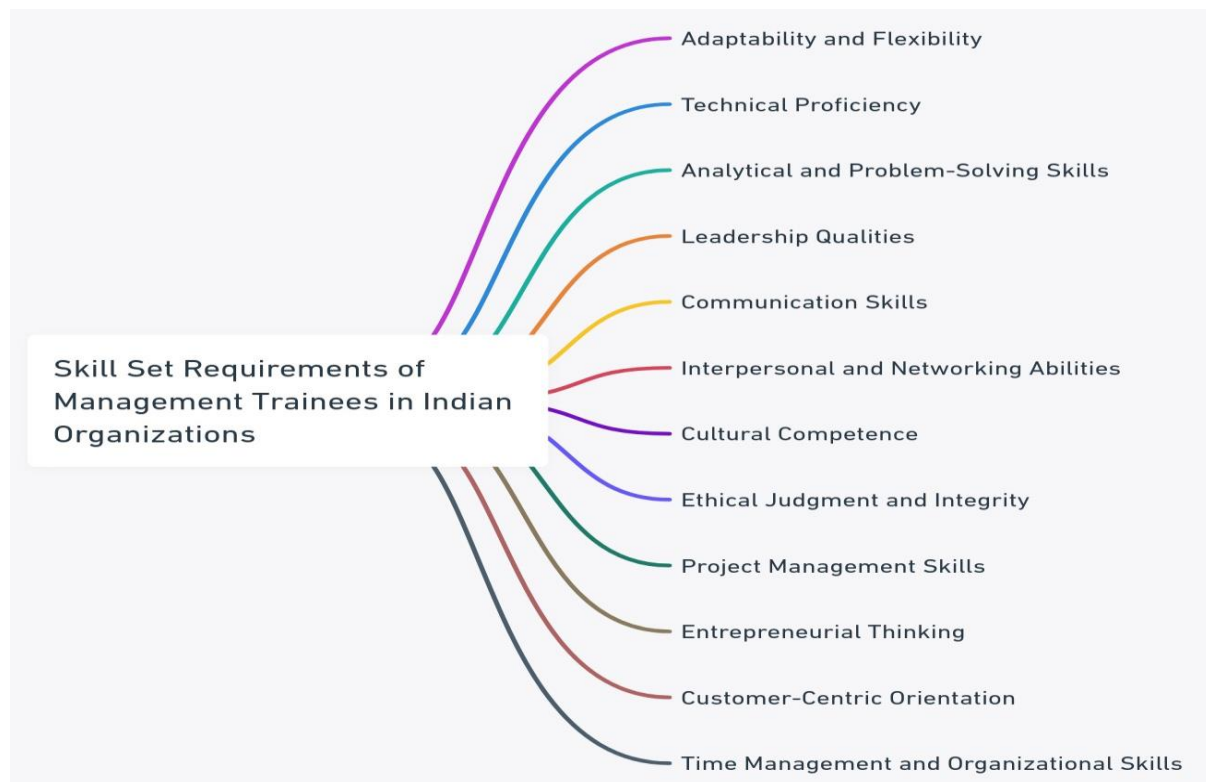 Adaptability and Flexibility
Technical Proficiency
Analytical and Problem-Solving Skills
Leadership Qualities
Communication Skills
Interpersonal and Networking Abilities
Skill Set Requirements of
Management Trainees in Indian
Organizations
Cultural Competence
Ethical Judgment and Integrity
Project Management Skills
Entrepreneurial Thinking
Customer-Centric Orientation
Time Management and Organizational Skills